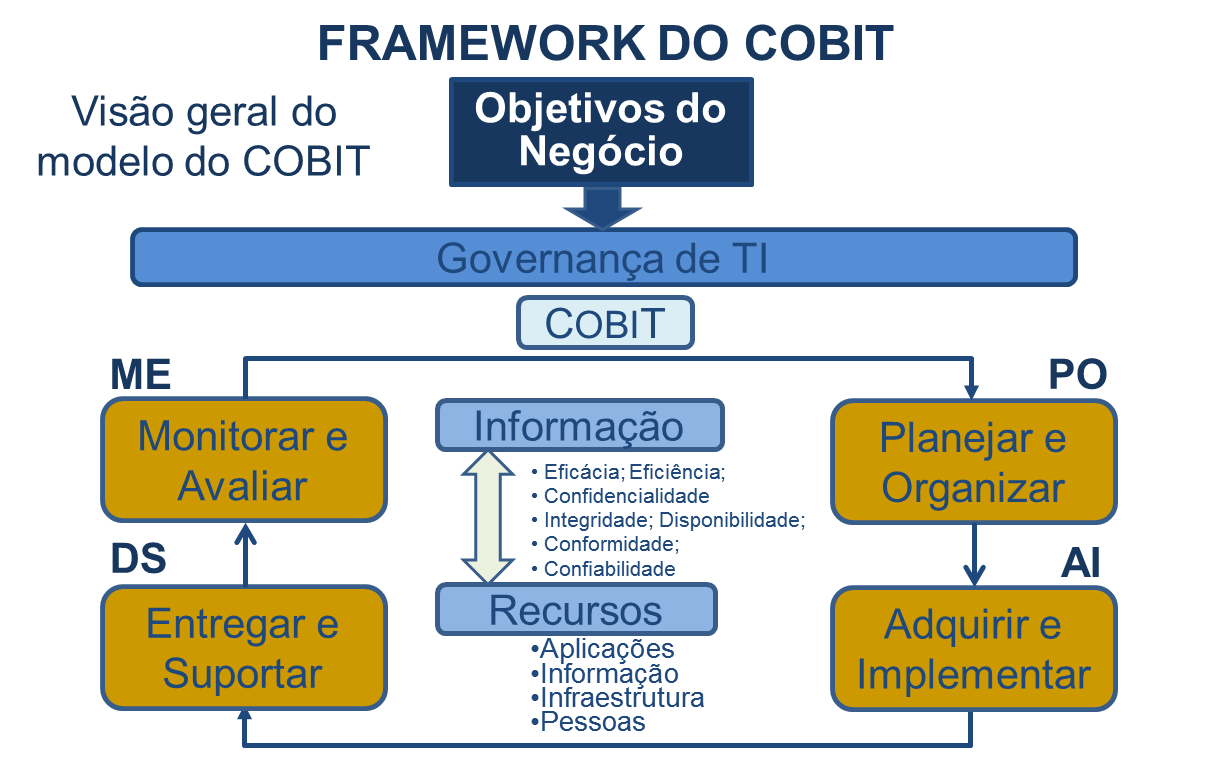 FRAMEWORK DO COBIT
Visão geral do
modelo do COBIT
Objetivos do
Negócio
Governança de TI
COBIT
ME
Monitorar e
Avaliar
PO
Planejar e
Organizar
Informação
• Eficácia; Eficiência;
• Confidencialidade
• Integridade; Disponibilidade;
• Conformidade;
• Confiabilidade
DS
Entregar e
Suportar
AI
Adquirir e
Implementar
Recursos
•Aplicações
•Informação
•Infraestrutura
•Pessoas